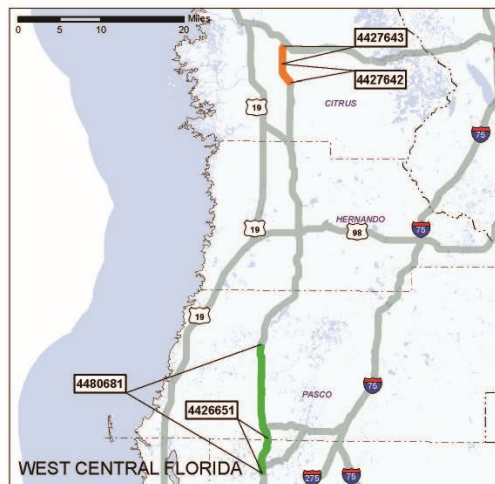 Miles
0 5 10 20
4427643
4427642
CITRUS
19
75
HERNANDO
19
98
75
19
4480681
75
PASCO
4426651
WEST CENTRAL FLORIDA
275
75